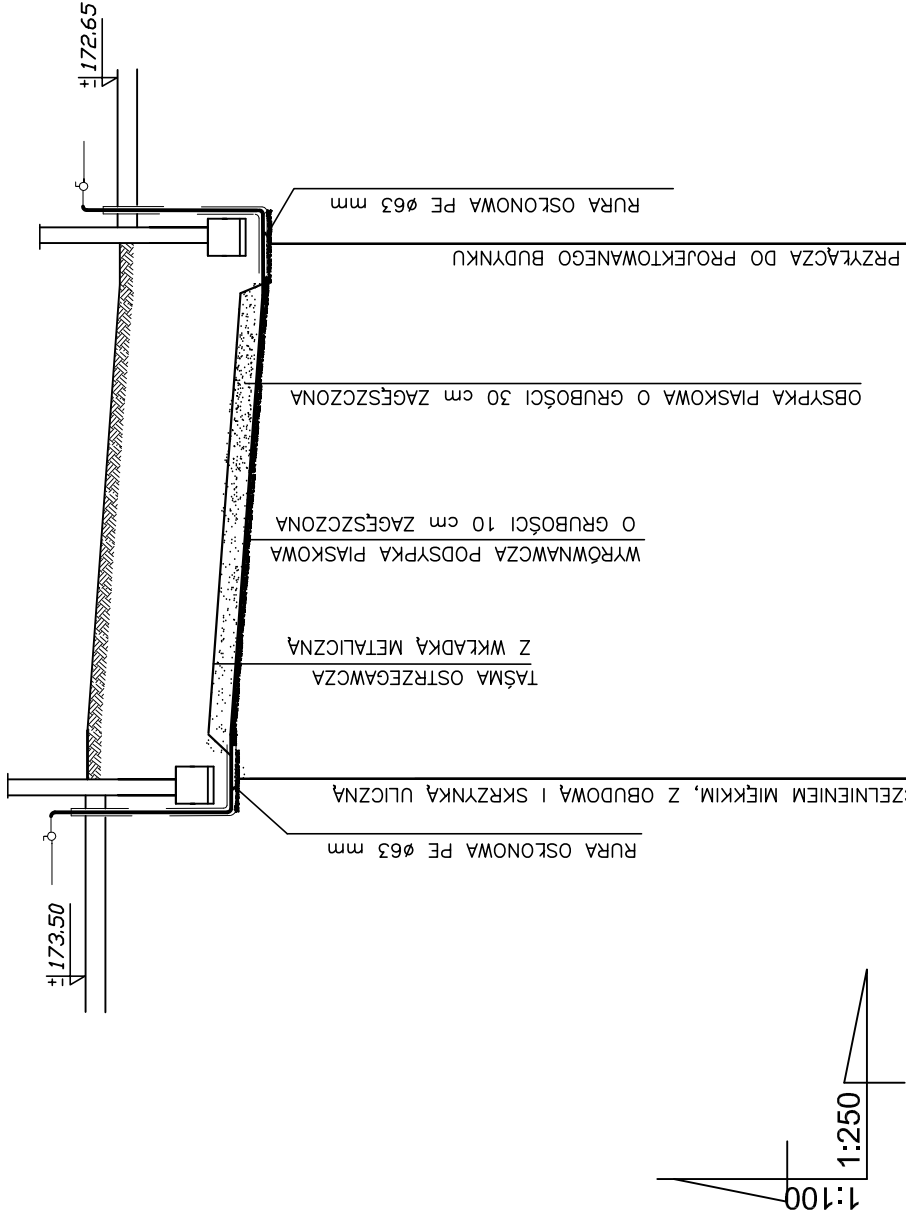 ±172.65
RURA OSŁONOWA PE ø63 mm
PRZYŁĄCZA DO PROJEKTOWANEGO BUDYNKU
OBSYPKA PIASKOWA O GRUBOŚCI 30 cm ZAGĘSZCZONA
WYRÓWNAWCZA PODSYPKA PIASKOWA
O GRUBOŚCI 10 cm ZAGĘSZCZONA
TAŚMA OSTRZEGAWCZA
Z WKŁADKĄ METALICZNĄ
ZELNIENIEM MIĘKKIM, Z OBUDOWĄ I SKRZYNKĄ ULICZNĄ
RURA OSŁONOWA PE ø63 mm
±173.50
1:250
1:100